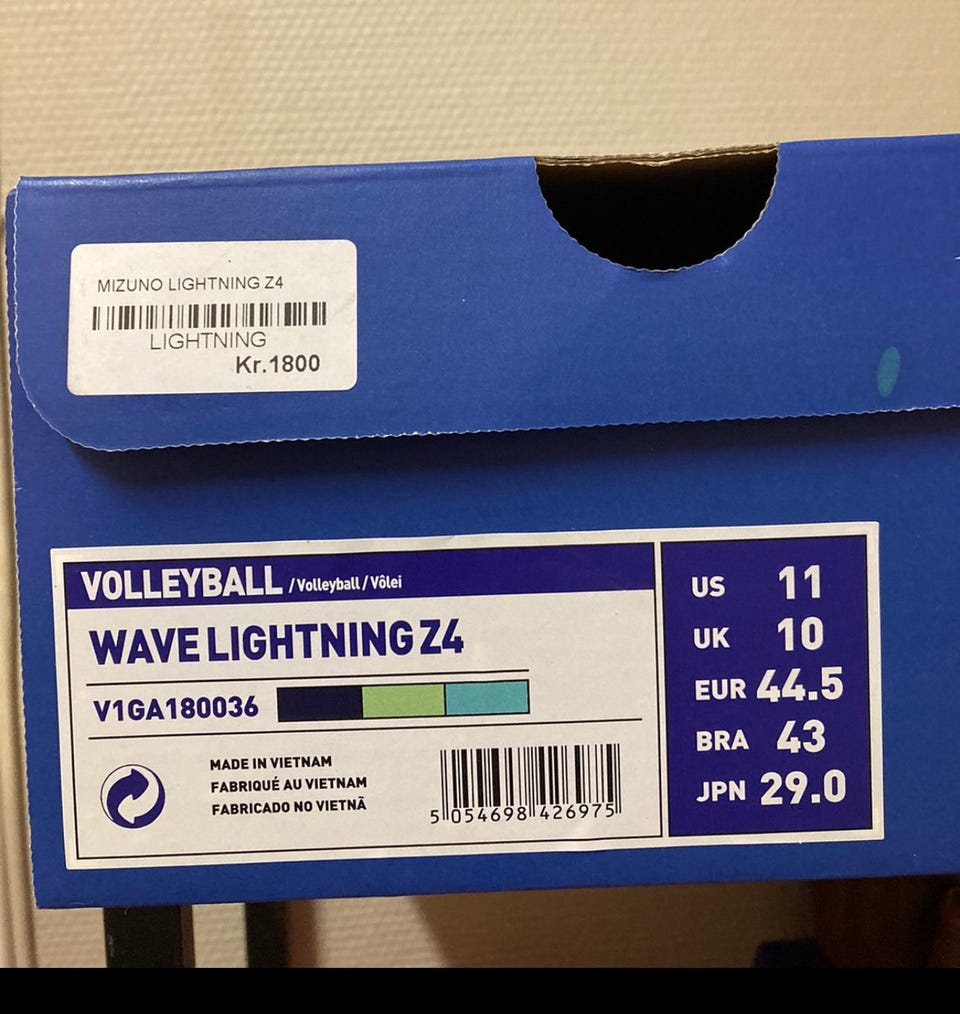 MIZUNO LIGHTNING Z4
LIGHTNING
Kr.1800
VOLLEYBALL /Volleyball/Vôlei
WAVE LIGHTNING Z4
V1GA180036
MADE IN VIETNAM
FABRIQUÉ AU VIETNAM
FABRICADO NO VIETNÃ
5 054698 426975
US 11
UK 10
EUR 44.5
BRA 43
JPN 29.0